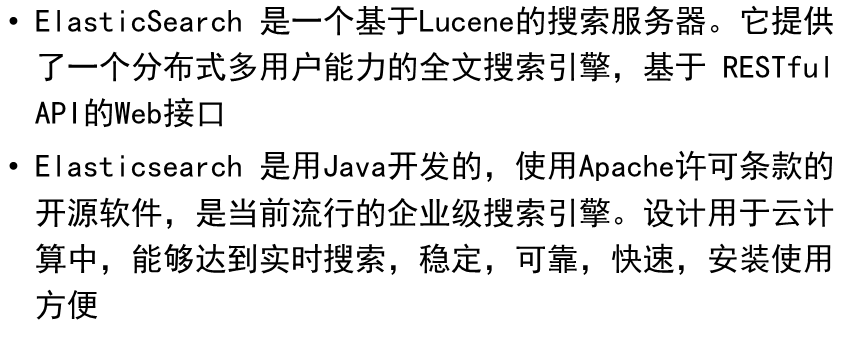 • ElasticSearch 是一个基于Lucene的搜索服务器。它提供
了一个分布式多用户能力的全文搜索引擎，基于 RESTful
API的Web接口
• Elasticsearch 是用Java开发的，使用Apache许可条款的
开源软件，是当前流行的企业级搜索引擎。设计用于云计
算中，能够达到实时搜索，稳定，可靠，快速，安装使用
方便